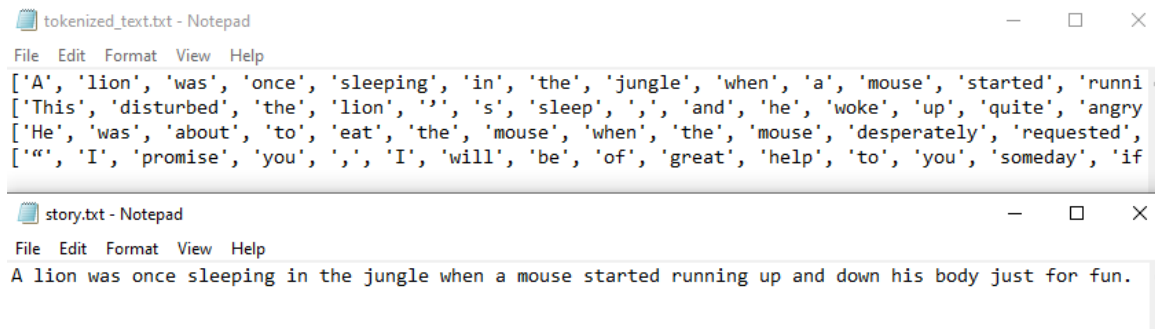 tokenized_text.txt - Notepad
File Edit Format View Help
['A', 'lion', 'was', 'once', 'sleeping', 'in', 'the', 'jungle', 'when', 'a', 'mouse', 'started', 'runni
['This', 'disturbed', 'the', 'lion', '’', 's', 'sleep', ',', 'and', 'he', 'woke', 'up', 'quite', 'angry
['He', 'was', 'about', 'to', 'eat', 'the', 'mouse', 'when', 'the', 'mouse', 'desperately', 'requested',
['“', 'I', 'promise', 'you', ',', 'I', 'will', 'be', 'of', 'great', 'help', 'to', 'you', 'someday', 'if
story.txt - Notepad
File Edit Format View Help
A lion was once sleeping in the jungle when a mouse started running up and down his body just for fun.